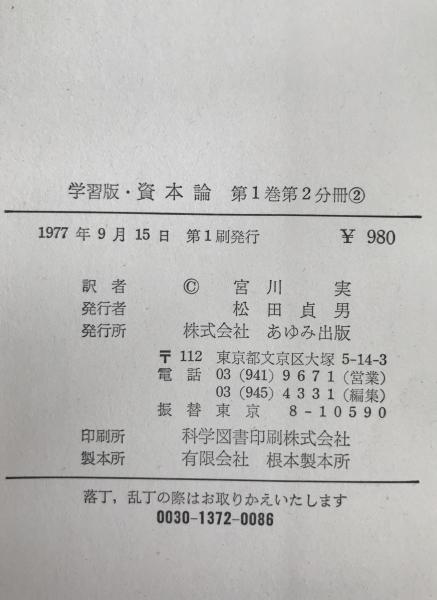 学習版・資本論 第1巻第2分冊②
1977年9月15日 第1刷発行 ¥980
訳者 © 宮川実
発行者 松田貞男
発行所 株式会社 あゆみ出版
〒112 東京都文京区大塚 5-14-3
電話 03 (941) 9671 (営業)
03 (945) 4331 (編集)
振替 東京 8-10590
印刷所 科学図書印刷株式会社
製本所 有限会社 根本製本所
落丁,乱丁の際はお取りかえいたします
0030-1372-0086